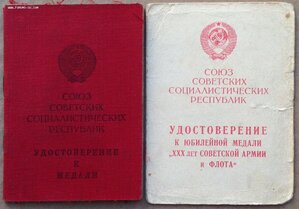 СОЮЗ
СОВЕТСКИХ
СОЦИАЛИСТИЧЕСКИХ
РЕСПУБЛИК
УДОСТОВЕРЕНИЕ
К
МЕДАЛИ
СОЮЗ
СОВЕТСКИХ
СОЦИАЛИСТИЧЕСКИХ
РЕСПУБЛИК
УДОСТОВЕРЕНИЕ
К ЮБИЛЕЙНОЙ МЕДАЛИ
„XXX ЛЕТ СОВЕТСКОЙ АРМИИ
и ФЛОТА“